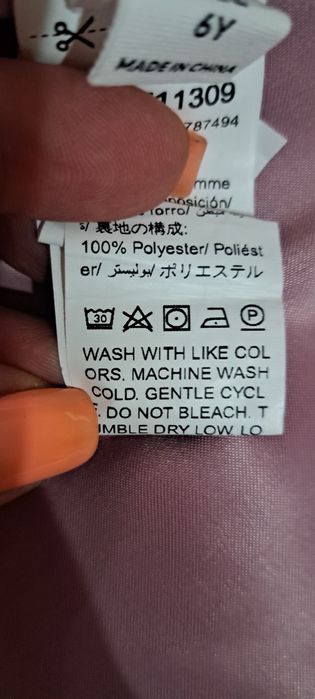 6Y
MADE IN CHINA
11309
787494
mme
posición/
s/ 裏地の構成:
100% Polyester/ Poliést
er/ بوليستر/ ポリエステル
30 P
WASH WITH LIKE COL
ORS. MACHINE WASH
COLD. GENTLE CYCL
E. DO NOT BLEACH. T
UMBLE DRY LOW LO